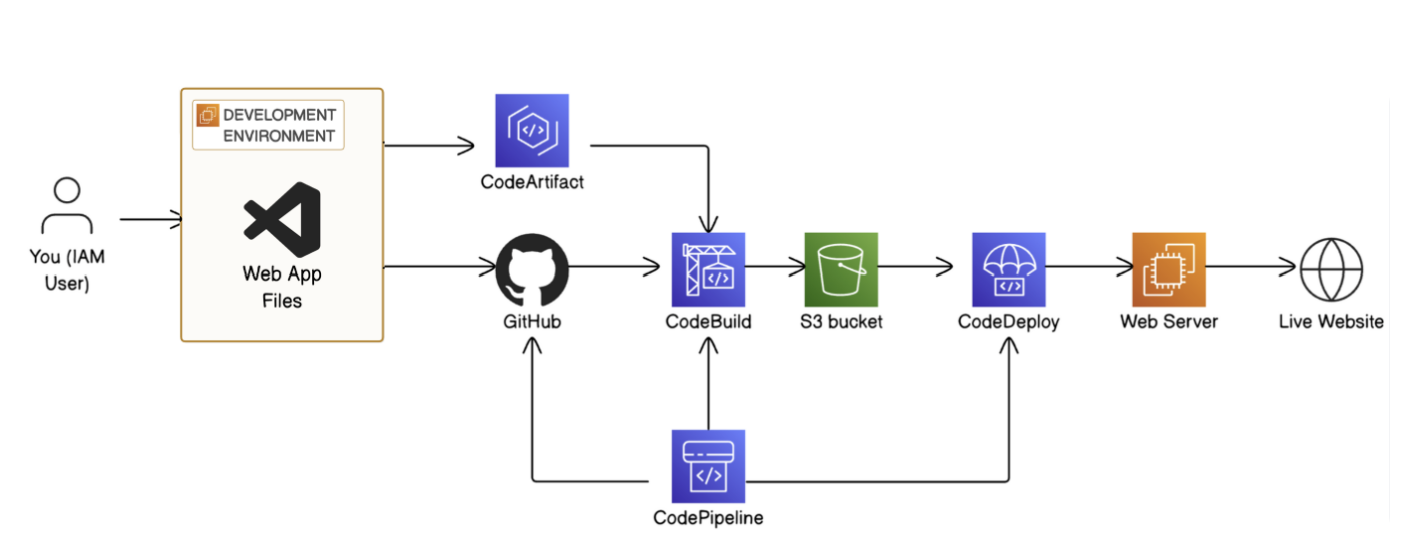 DEVELOPMENT
ENVIRONMENT
CodeArtifact
You (IAM
User)
Web App
Files
GitHub
CodeBuild
S3 bucket
CodeDeploy
Web Server
Live Website
CodePipeline